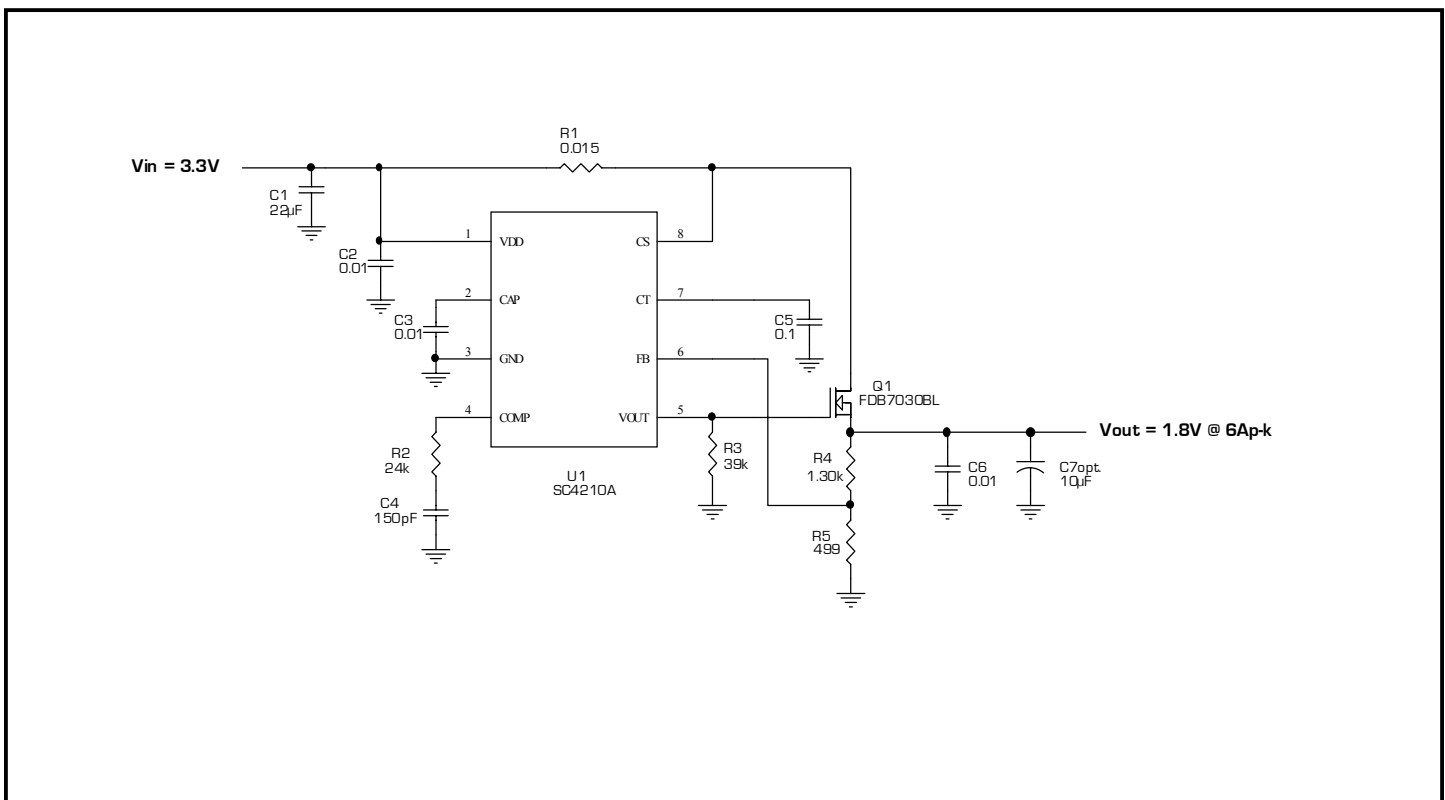 Vin = 3.3V
R1
0.015
C1
22µF
C2
0.01
C3
0.01
1
VDD
2
CAP
3
GND
4
COMP
CS
8
CT
7
FB
6
VOUT
5
U1
SC4210A
R2
24k
C4
150pF
C5
0.1
R3
39k
Q1
FDB7030BL
Vout = 1.8V @ 6Ap-k
R4
1.30k
R5
499
C6
0.01
C7opt.
10µF